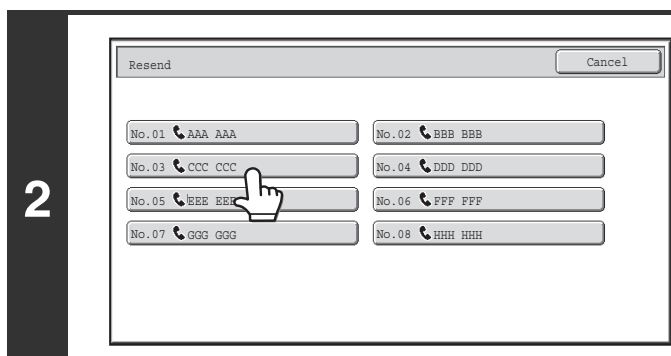 2
Resend Cancel
No.01 AAA AAA No.02 BBB BBB
No.03 CCC CCC No.04 DDD DDD
No.05 EEE EEE No.06 FFF FFF
No.07 GGG GGG No.08 HHH HHH